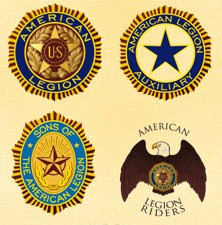 AMERICAN
US
LEGION
AMERICAN LEGION
AUXILIARY
SONS OF
THE AMERICAN LEGION
AMERICAN
LEGION
RIDERS